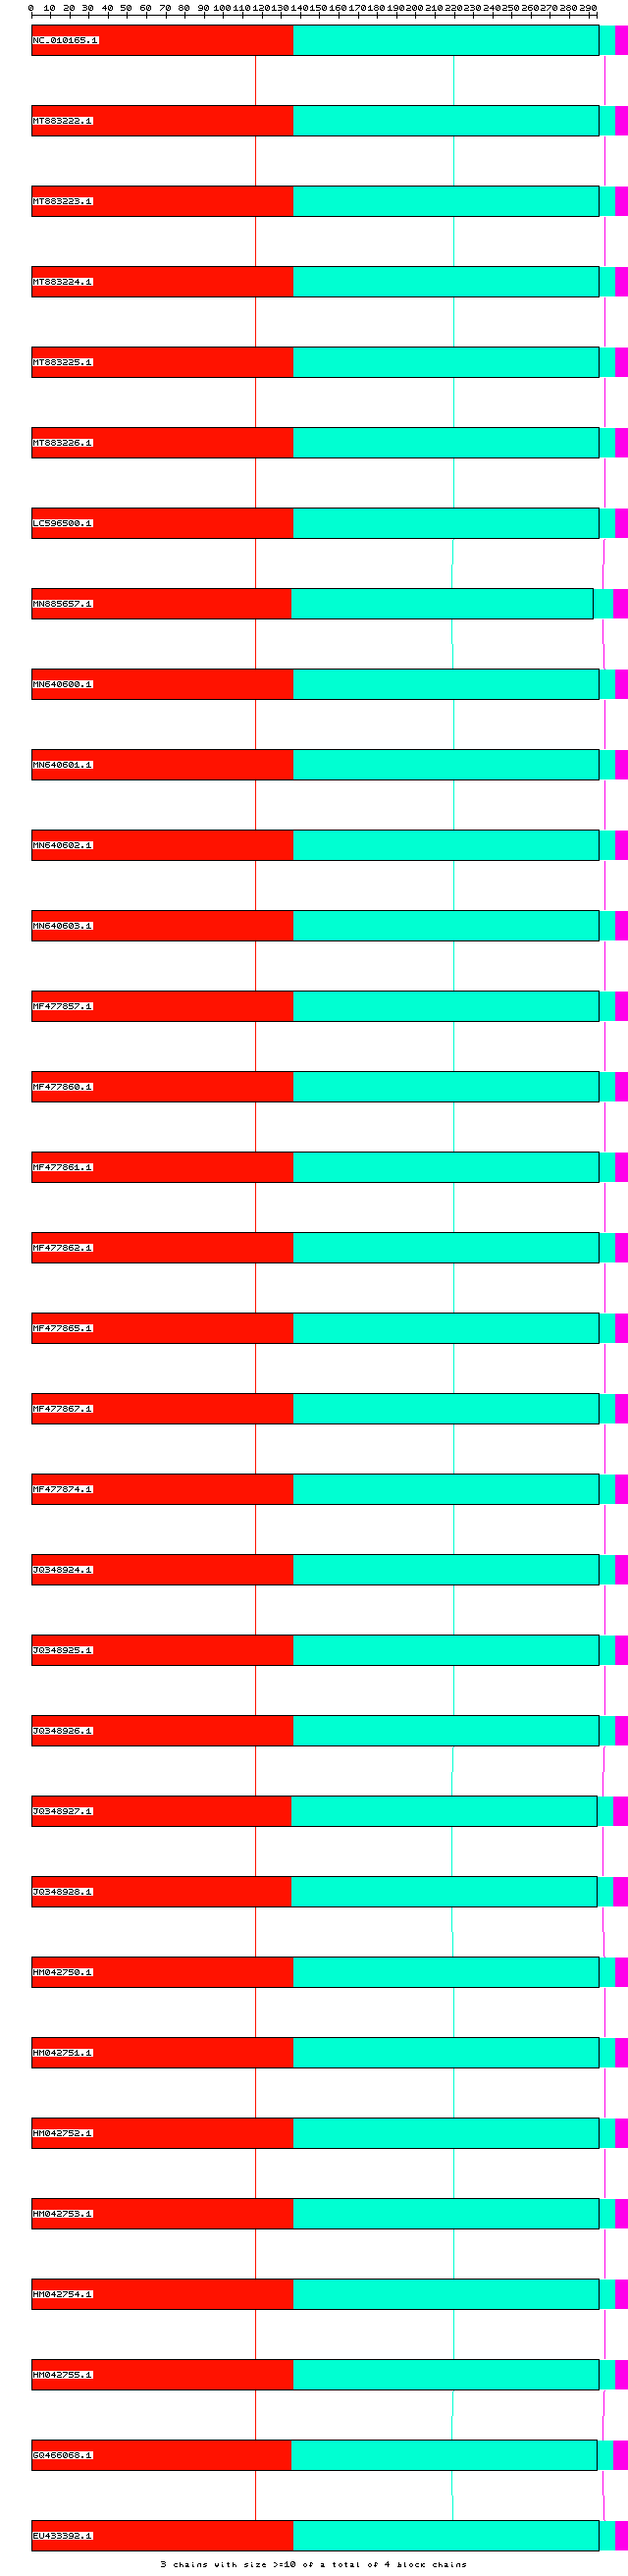 0 10 20 30 40 50 60 70 80 90 100 110 120 130 140 150 160 170 180 190 200 210 220 230 240 250 260 270 280 290
NC_010165.1
MT883222.1
MT883223.1
MT883224.1
MT883225.1
MT883226.1
LC596500.1
MN885657.1
MN640600.1
MN640601.1
MN640602.1
MN640603.1
MF477857.1
MF477860.1
MF477861.1
MF477862.1
MF477865.1
MF477867.1
MF477874.1
JQ348924.1
JQ348925.1
JQ348926.1
JQ348927.1
JQ348928.1
HM042750.1
HM042751.1
HM042752.1
HM042753.1
HM042754.1
HM042755.1
GQ466068.1
EU433392.1
3 chains with size >=10 of a total of 4 block chains